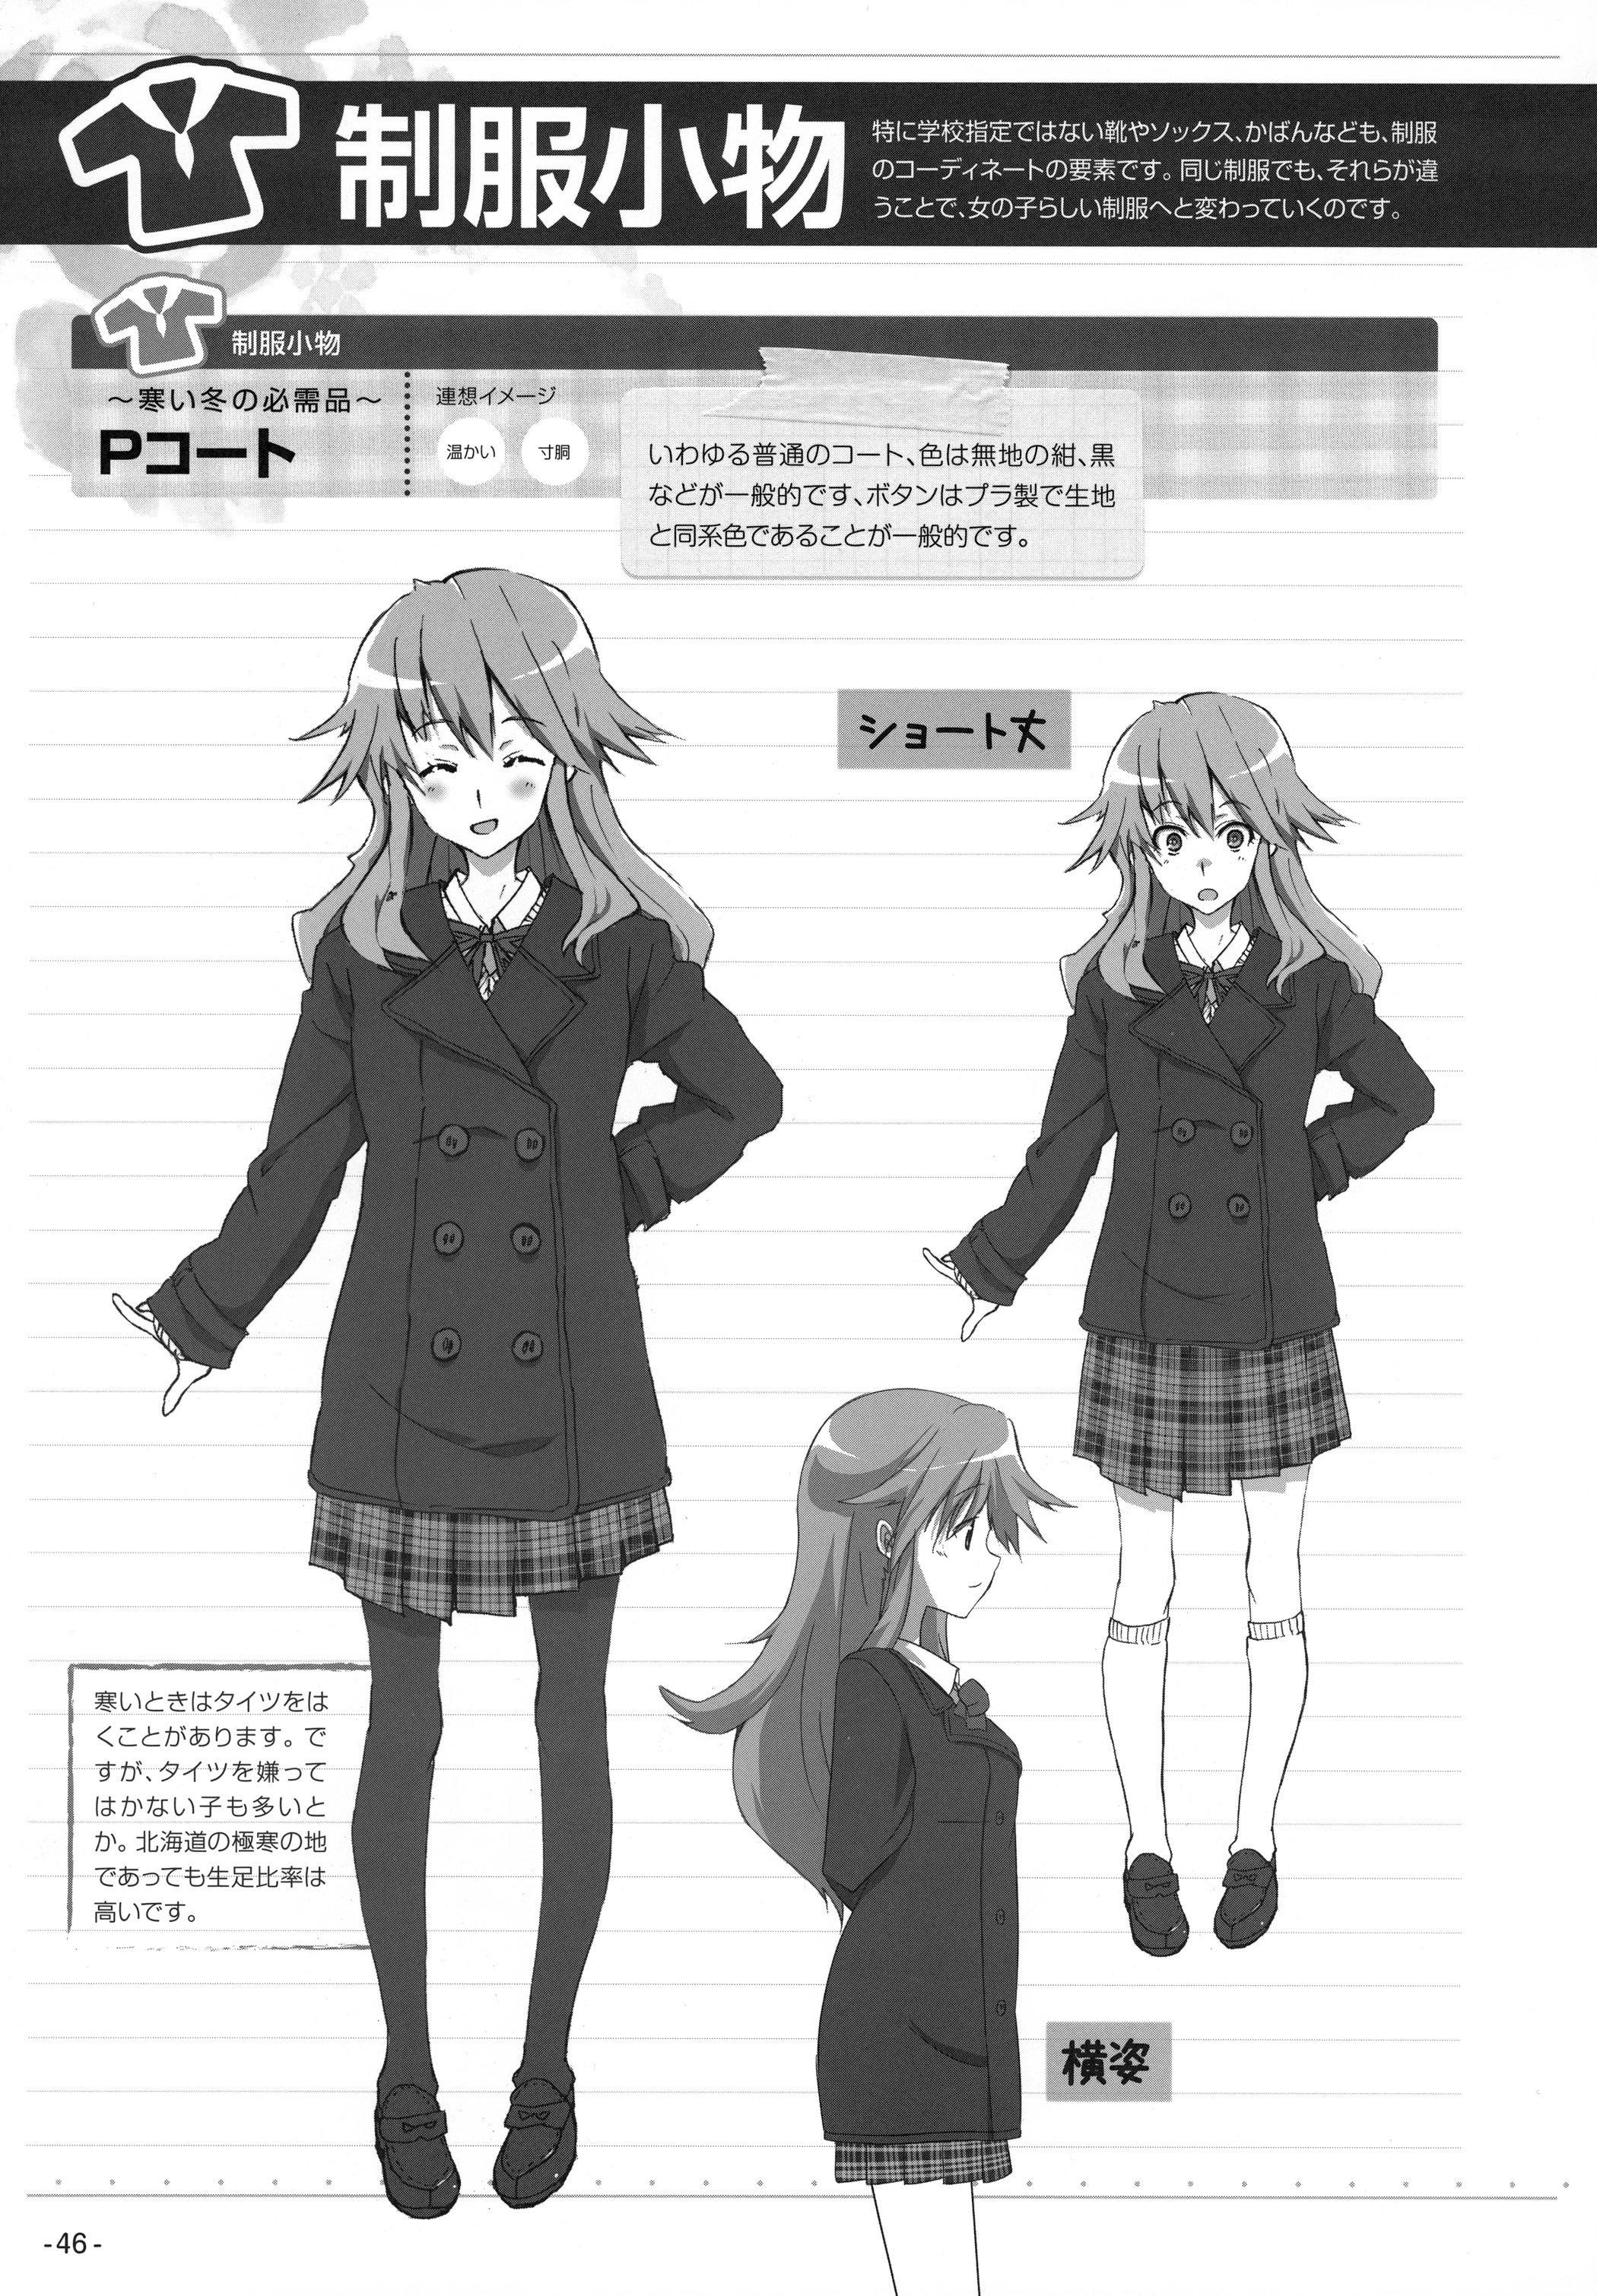 制服小物
特に学校指定ではない靴やソックス、かばんなども、制服
のコーディネートの要素です。同じ制服でも、それらが違
うことで、女の子らしい制服へと変わっていくのです。
制服小物
～寒い冬の必需品～
Pコート
連想イメージ
温かい
寸胴
いわゆる普通のコート、色は無地の紺、黒
などが一般的です、ボタンはプラ製で生地
と同系色であることが一般的です。
ショート丈
寒いときはタイツをは
くことがあります。で
すが、タイツを嫌って
はかない子も多いと
か。北海道の極寒の地
であっても生足比率は
高いです。
横姿
-46-